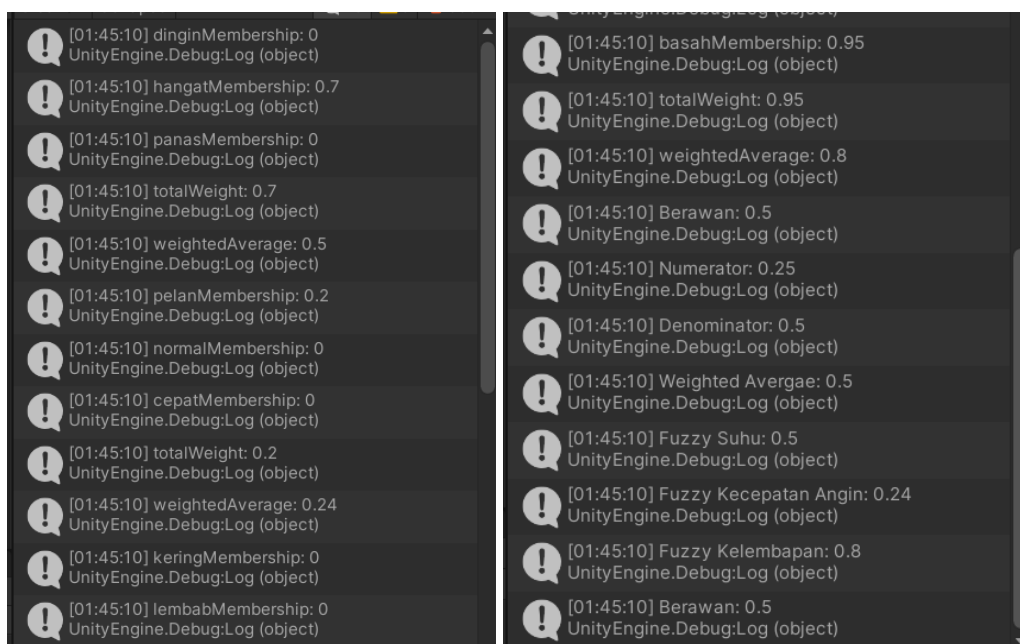 [01:45:10] dinginMembership: 0
UnityEngine.Debug:Log (object)
[01:45:10] hangatMembership: 0.7
UnityEngine.Debug:Log (object)
[01:45:10] panasMembership: 0
UnityEngine.Debug:Log (object)
[01:45:10] totalWeight: 0.7
UnityEngine.Debug:Log (object)
[01:45:10] weightedAverage: 0.5
UnityEngine.Debug:Log (object)
[01:45:10] pelanMembership: 0.2
UnityEngine.Debug:Log (object)
[01:45:10] normalMembership: 0
UnityEngine.Debug:Log (object)
[01:45:10] cepatMembership: 0
UnityEngine.Debug:Log (object)
[01:45:10] totalWeight: 0.2
UnityEngine.Debug:Log (object)
[01:45:10] weightedAverage: 0.24
UnityEngine.Debug:Log (object)
[01:45:10] keringMembership: 0
UnityEngine.Debug:Log (object)
[01:45:10] lembabMembership: 0
UnityEngine.Debug:Log (object)
UnityEngine.Debug:Log (object)
[01:45:10] basahMembership: 0.95
UnityEngine.Debug:Log (object)
[01:45:10] totalWeight: 0.95
UnityEngine.Debug:Log (object)
[01:45:10] weightedAverage: 0.8
UnityEngine.Debug:Log (object)
[01:45:10] Berawan: 0.5
UnityEngine.Debug:Log (object)
[01:45:10] Numerator: 0.25
UnityEngine.Debug:Log (object)
[01:45:10] Denominator: 0.5
UnityEngine.Debug:Log (object)
[01:45:10] Weighted Avergae: 0.5
UnityEngine.Debug:Log (object)
[01:45:10] Fuzzy Suhu: 0.5
UnityEngine.Debug:Log (object)
[01:45:10] Fuzzy Kecepatan Angin: 0.24
UnityEngine.Debug:Log (object)
[01:45:10] Fuzzy Kelembapan: 0.8
UnityEngine.Debug:Log (object)
[01:45:10] Berawan: 0.5
UnityEngine.Debug:Log (object)